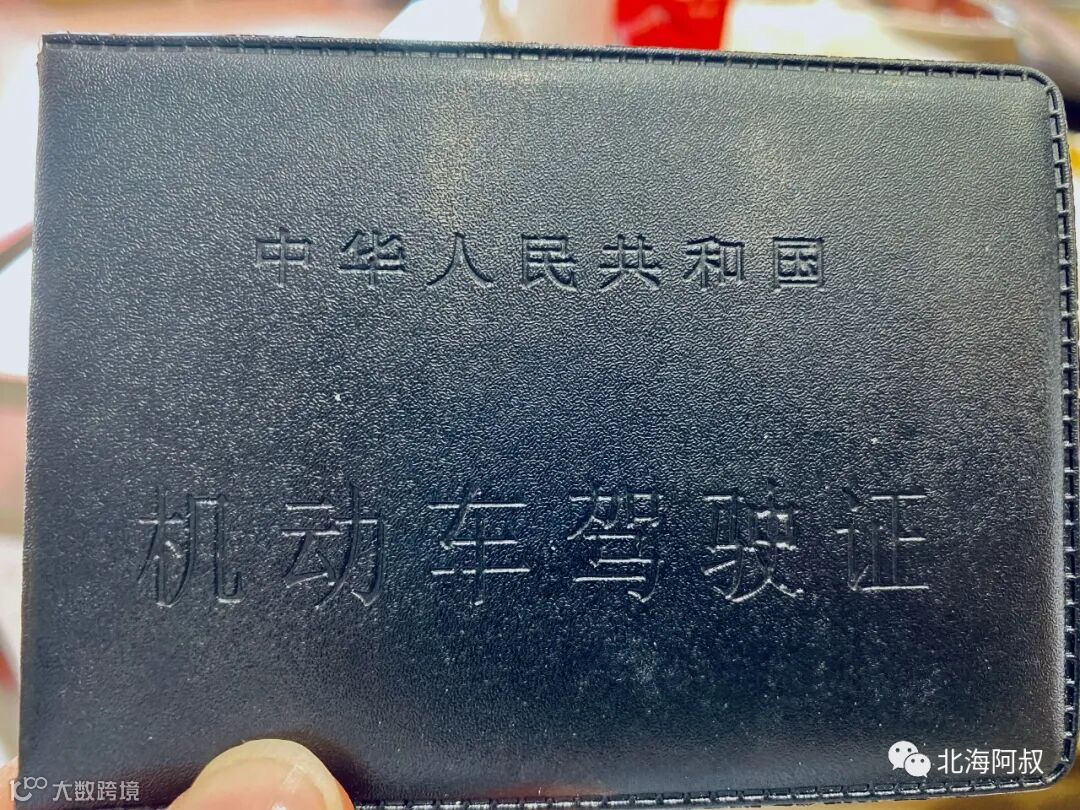 中华人民共和国
机动车驾驶证
北海阿叔
大数跨境